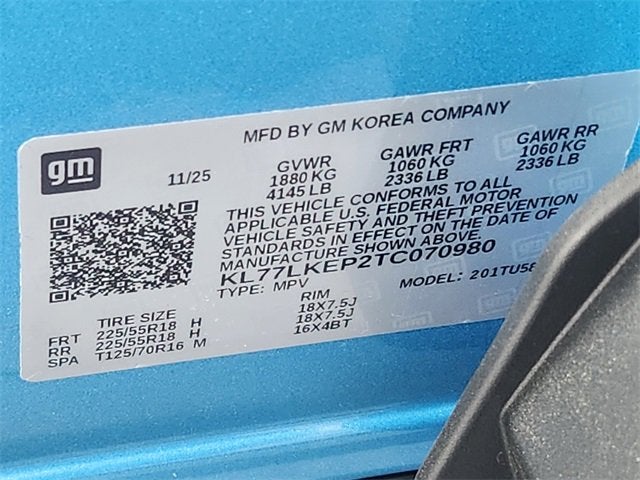 MFD BY GM KOREA COMPANY
gm
11/25
GVWR GAWR FRT GAWR RR
1880 KG 1060 KG 1060 KG
4145 LB 2336 LB 2336 LB
THIS VEHICLE CONFORMS TO ALL
APPLICABLE U.S. FEDERAL MOTOR
VEHICLE SAFETY AND THEFT PREVENTION
STANDARDS IN EFFECT ON THE DATE OF
MANUFACTURE SHOWN ABOVE.
KL77LKEP2TC070980
TYPE: MPV MODEL: 201TU58
TIRE SIZE RIM
FRT 225/55R18 H 18X7.5J
RR 225/55R18 H 18X7.5J
SPA T125/70R16 M 16X4BT